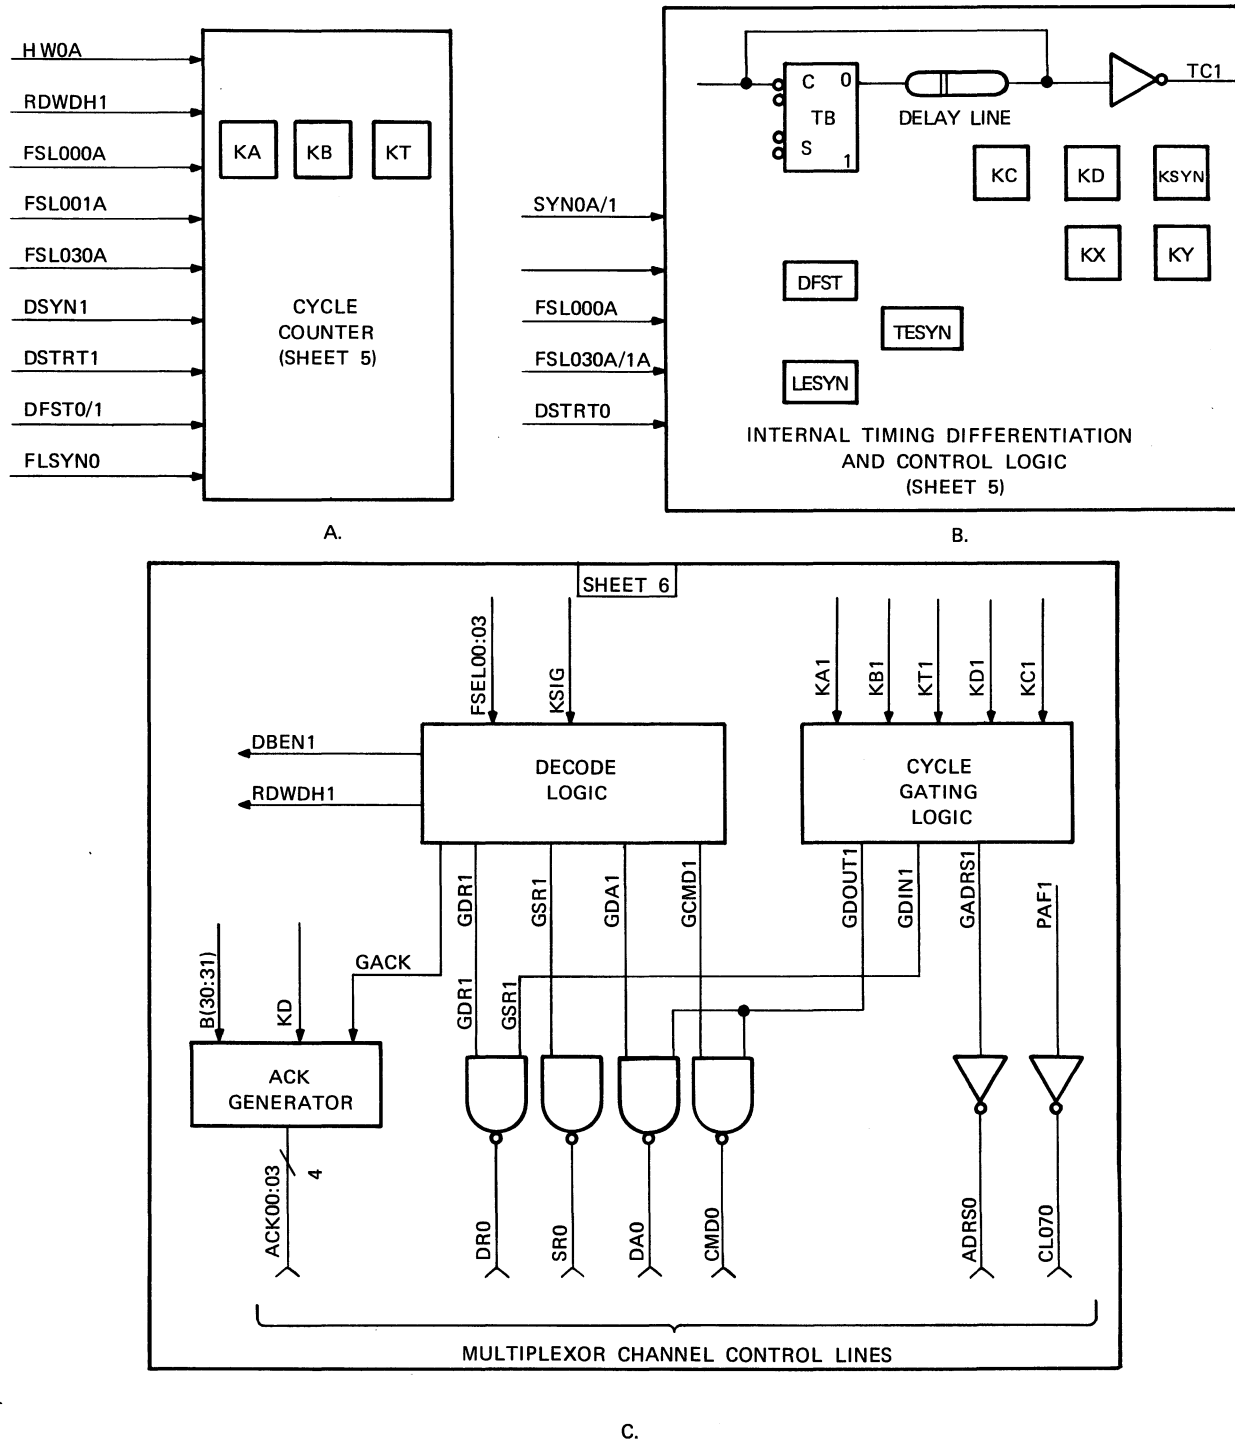 HW0A
RDWDH1
FSL000A
FSL001A
FSL030A
DSYN1
DSTRT1
DFST0/1
FLSYN0
KA KB KT
CYCLE
COUNTER
(SHEET 5)
A.
SYN0A/1
FSL000A
FSL030A/1A
DSTRT0
C 0
TB
S
1
DELAY LINE
TC1
KC KD KSYN
KX KY
DFST
TESYN
LESYN
INTERNAL TIMING DIFFERENTIATION
AND CONTROL LOGIC
(SHEET 5)
B.
SHEET 6
FSEL00:03
KSIG
KA1
KB1
KT1
KD1
KC1
DBEN1
RDWDH1
DECODE
LOGIC
CYCLE
GATING
LOGIC
GDR1
GSR1
GDA1
GCMD1
GDOUT1
GDIN1
GADRS1
PAF1
B(30:31)
KD
GACK
GDR1
GSR1
ACK
GENERATOR
ACK00:03
4
DR0
SR0
DA0
CMD0
ADRS0
CL070
MULTIPLEXOR CHANNEL CONTROL LINES
C.